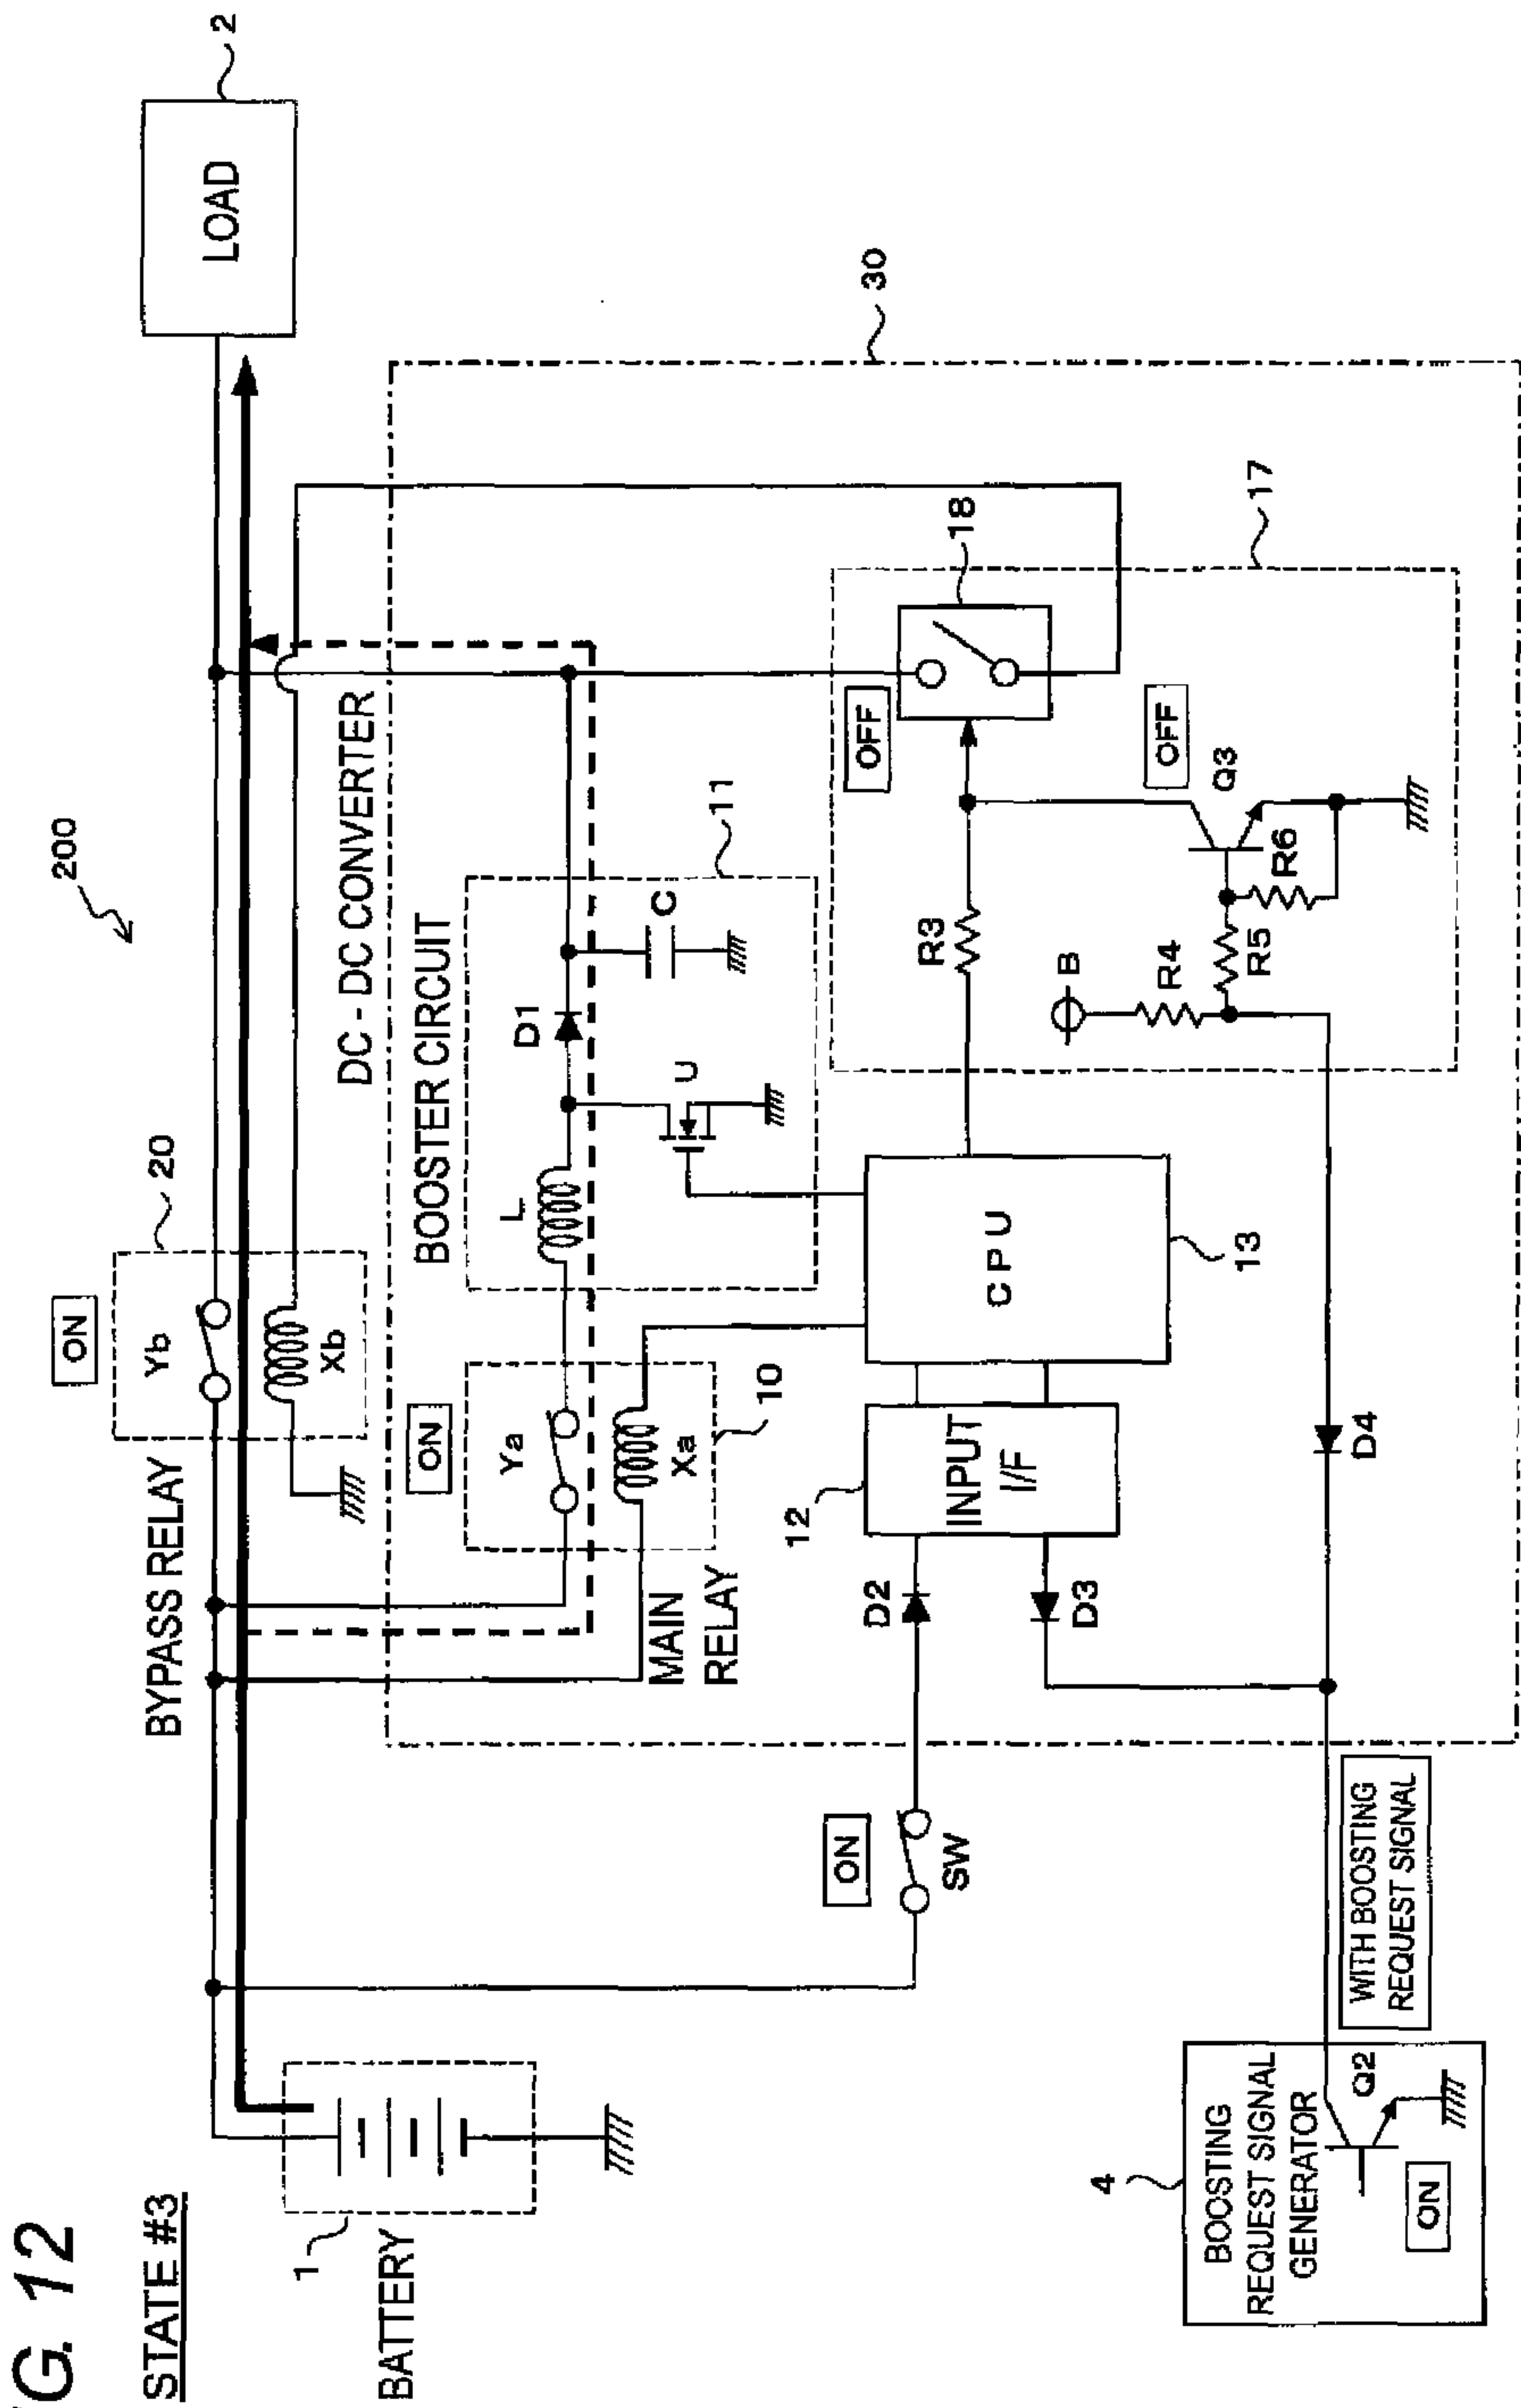 G. 12
STATE #3
200
BYPASS RELAY
20
ON
Yb
Xb
2
LOAD
1
BATTERY
DC - DC CONVERTER
30
BOOSTER CIRCUIT
11
ON
Ya
Xa
10
MAIN
RELAY
L
D1
C
U
ON
SW
D2
D3
12
INPUT
I/F
CPU
13
R3
OFF
18
17
OFF
Q3
B
R4
R5
R6
D4
WITH BOOSTING
REQUEST SIGNAL
4
BOOSTING
REQUEST SIGNAL
GENERATOR
Q2
ON